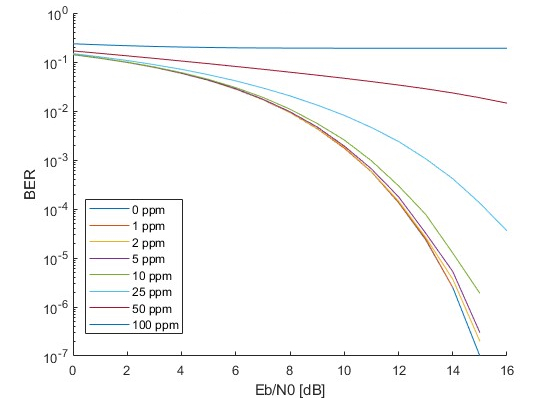 10^0
10^-1
10^-2
10^-3
10^-4
10^-5
10^-6
10^-7
BER
0 ppm
1 ppm
2 ppm
5 ppm
10 ppm
25 ppm
50 ppm
100 ppm
0 2 4 6 8 10 12 14 16
Eb/N0 [dB]